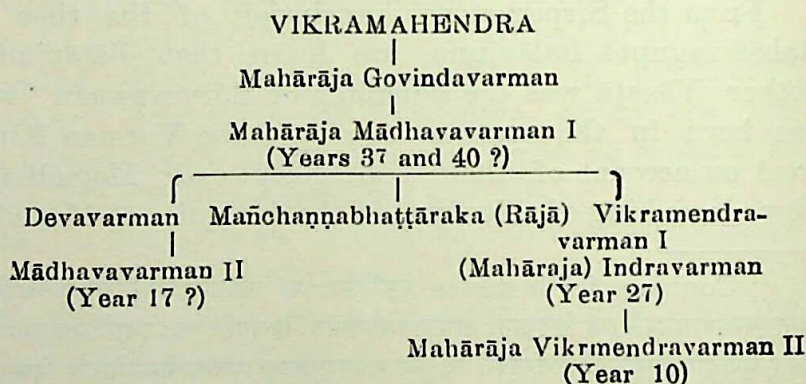 VIKRAMAHENDRA
Mahārāja Govindavarman
Mahārāja Mādhavavarman I
(Years 37 and 40 ?)
Devavarman Mañchaṇṇabhaṭṭāraka (Rājā) Vikramendra-
varman I
Mādhavavarman II (Mahāraja) Indravarman
(Year 17 ?) (Year 27)
Mahārāja Vikrmendravarman II
(Year 10)